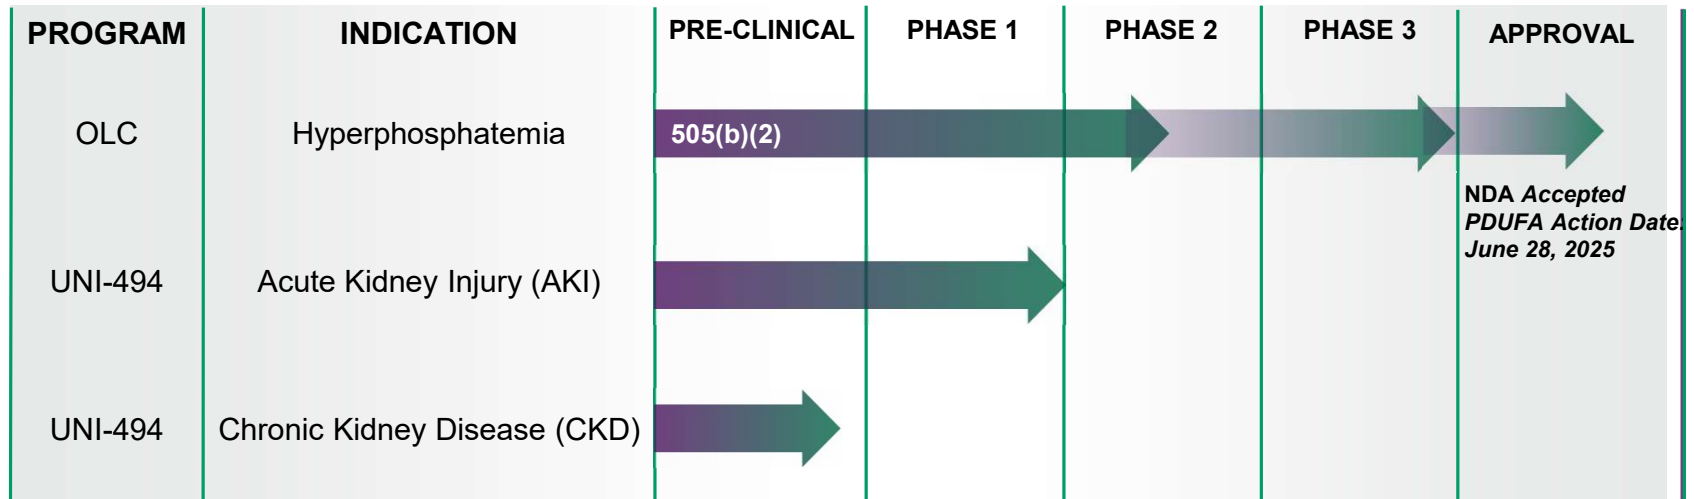 PROGRAM INDICATION PRE-CLINICAL PHASE 1 PHASE 2 PHASE 3 APPROVAL
OLC Hyperphosphatemia 505(b)(2)
NDA Accepted
PDUFA Action Date:
June 28, 2025
UNI-494 Acute Kidney Injury (AKI)
UNI-494 Chronic Kidney Disease (CKD)